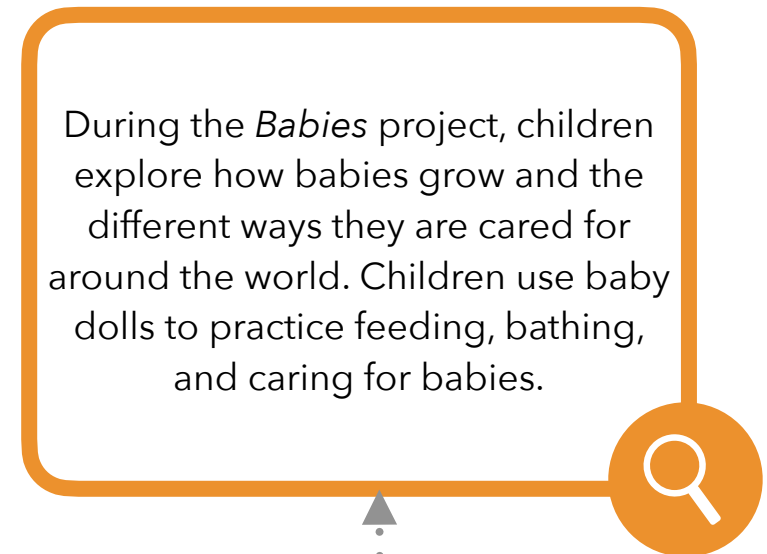 During the Babies project, children
explore how babies grow and the
different ways they are cared for
around the world. Children use baby
dolls to practice feeding, bathing,
and caring for babies.